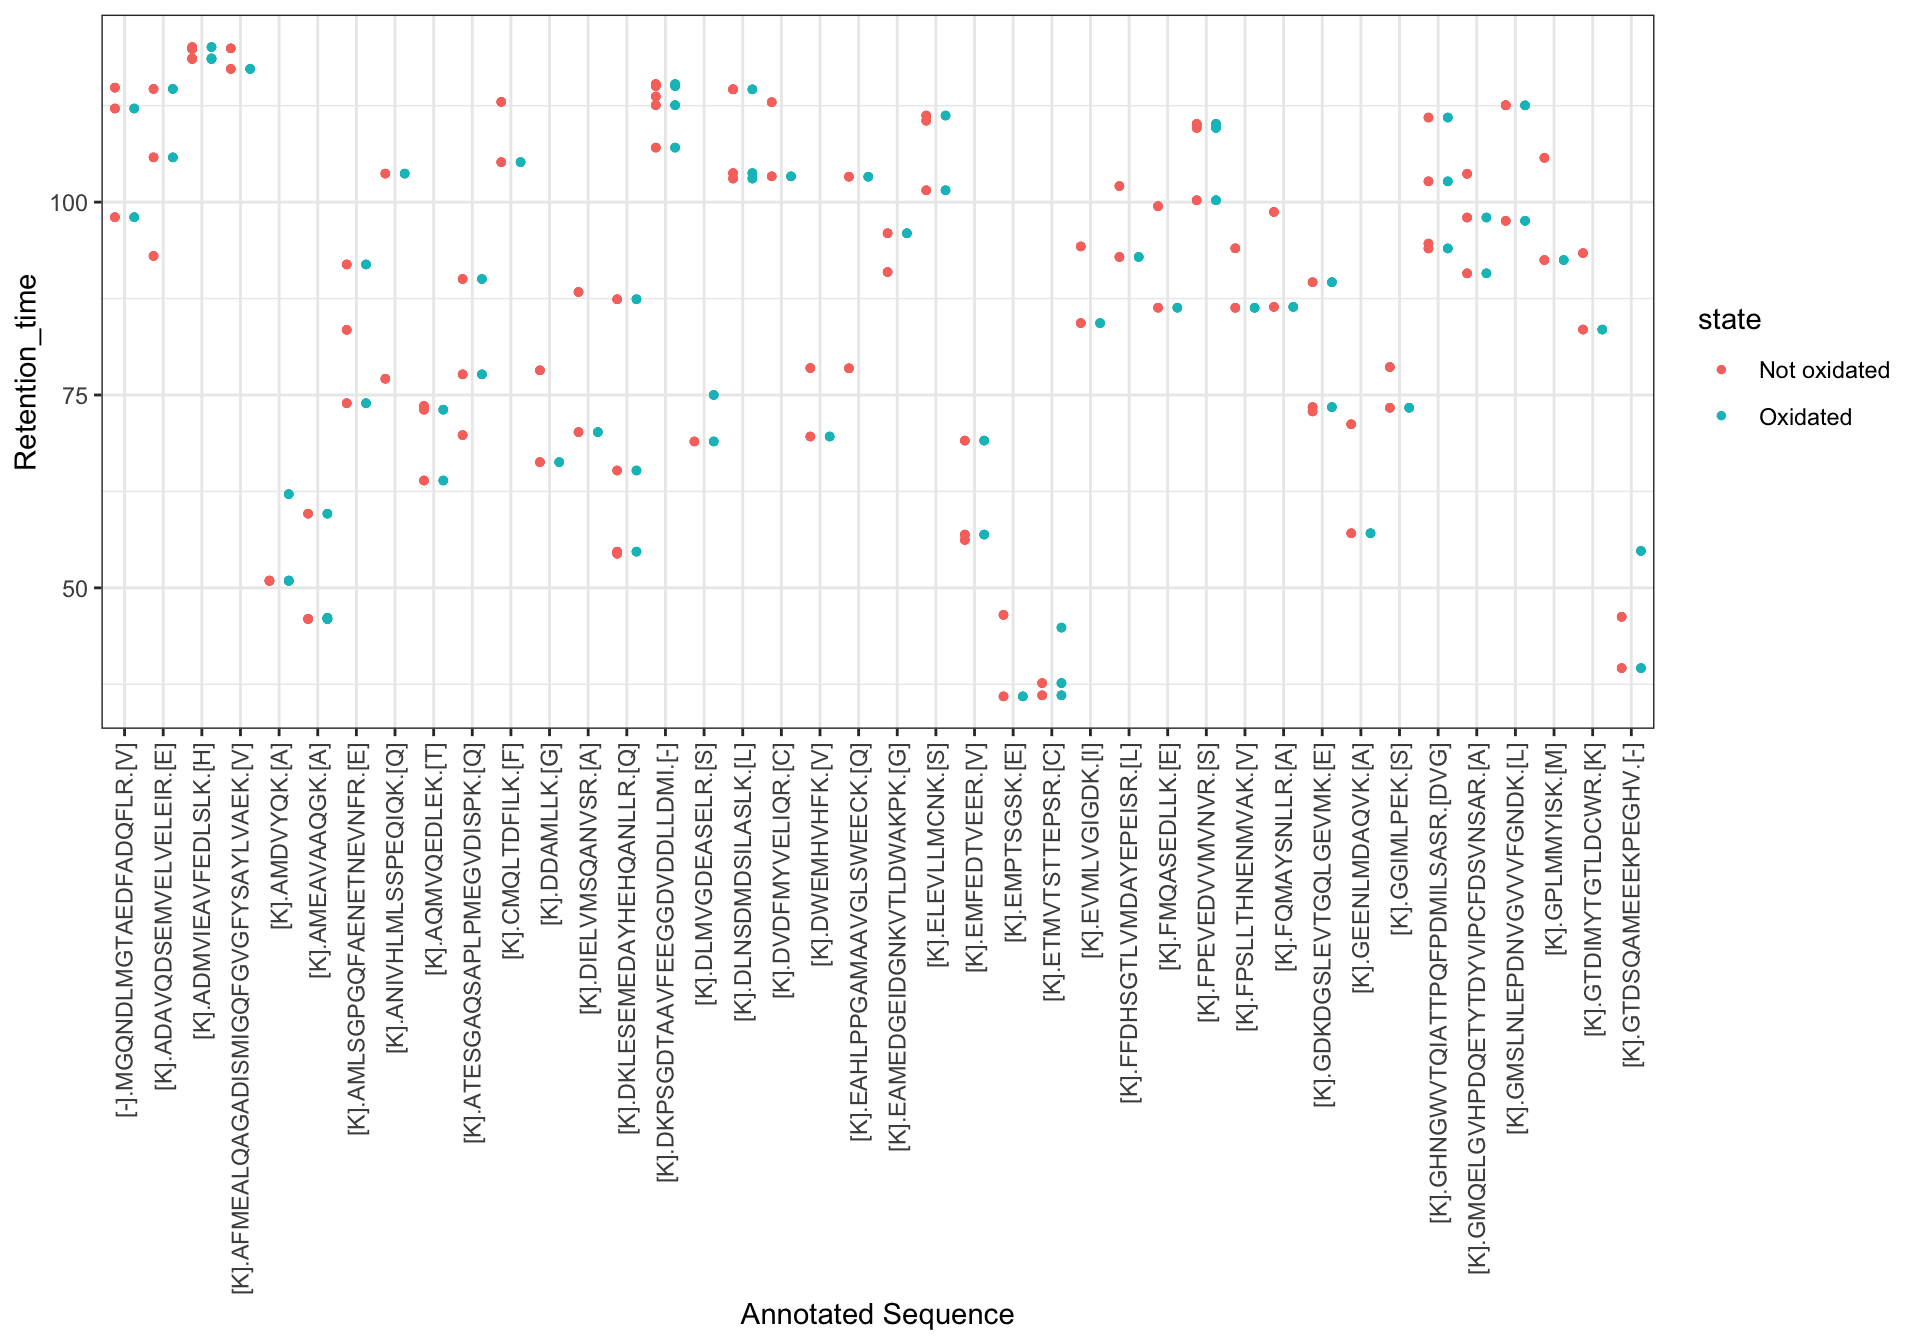 Retention_time
100
75
50
[-].MGQNDLMGTAEDFADQFLR.[V]
[K].ADAVQDSEMVELVELEIR.[E]
[K].ADMVIEAVFEDLSLK.[H]
[K].AFMEALQAGADISMIGQFGVGFYSAYLVAEK.[V]
[K].AMDVYQK.[A]
[K].AMEAVAAQGK.[A]
[K].AMLSGPGQFAENETNEVNFR.[E]
[K].ANIVHLMLSSPEQIQK.[Q]
[K].AQMVQEDLEK.[T]
[K].ATESGAQSAPLPMEGVDISPK.[Q]
[K].CMQLTDFILK.[F]
[K].DDAMLLK.[G]
[K].DIELVMSQANVSR.[A]
[K].DKLESEMEDAYHEHQANLLR.[Q]
[K].DKPSGDTAAVFEEGGDVDDLLDMI.[-]
[K].DLMVGDEASELR.[S]
[K].DLNSDMDSILASLK.[L]
[K].DVDFMYVELIQR.[C]
[K].DWEMHVHFK.[V]
[K].EAHLPPGAMAAVGLSWEECK.[Q]
[K].EAMEDGEIDGNKVTLDWAKPK.[G]
[K].ELEVLLMCNK.[S]
[K].EMFEDTVEER.[V]
[K].EMPTSGSK.[E]
[K].ETMVTSTTEPSR.[C]
[K].EVMLVGIGDK.[I]
[K].FFDHSGTLVMDAYEPEISR.[L]
[K].FMQASEDLLK.[E]
[K].FPEVEDVVMVNVR.[S]
[K].FPSLLTHNENMVAK.[V]
[K].FQMAYSNLLR.[A]
[K].GDKDGSLEVTGQLGEVMK.[E]
[K].GEENLMDAQVK.[A]
[K].GGIMLPEK.[S]
[K].GHNGWVTQIATTPQFPDMILSASR.[DVG]
[K].GMQELGVHPDQETYTDYVIPCFDSVNSAR.[A]
[K].GMSLNLEPDNVGVVVFGNDK.[L]
[K].GPLMMYISK.[M]
[K].GTDIMYTGTLDCWR.[K]
[K].GTDSQAMEEEKPEGHV.[-]
Annotated Sequence
state
Not oxidated
Oxidated